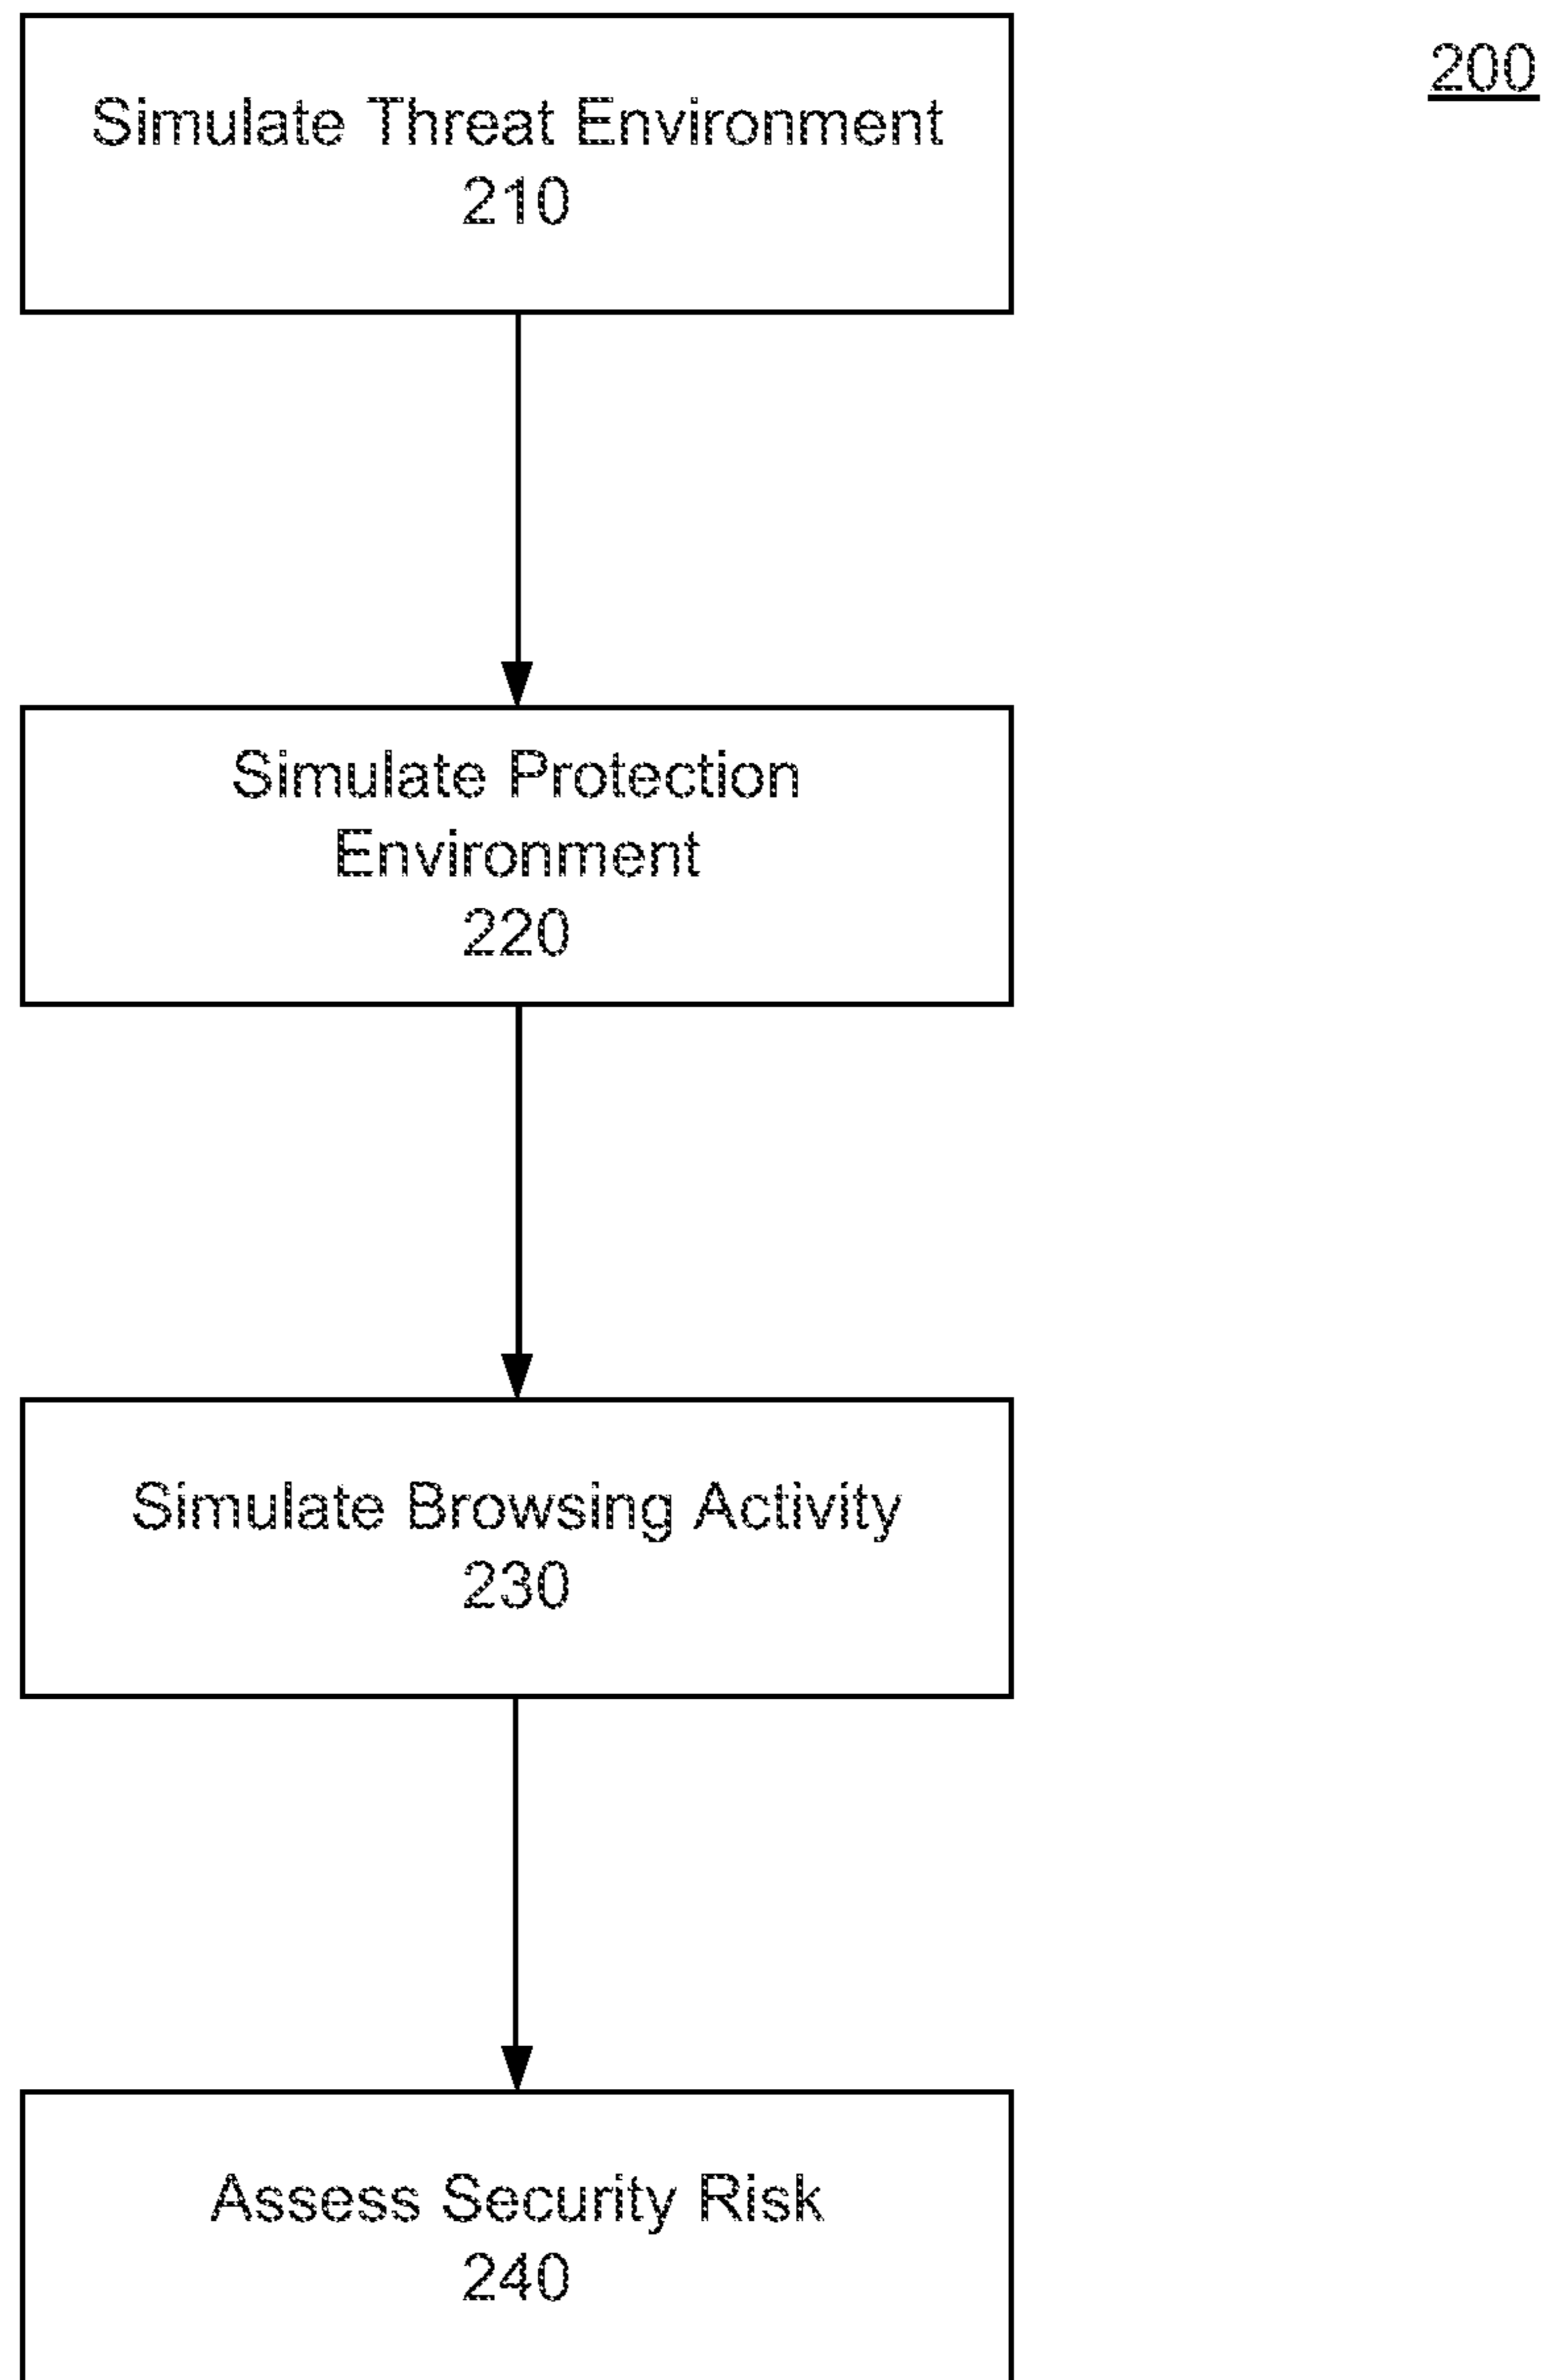 200
Simulate Threat Environment
210
Simulate Protection
Environment
220
Simulate Browsing Activity
230
Assess Security Risk
240